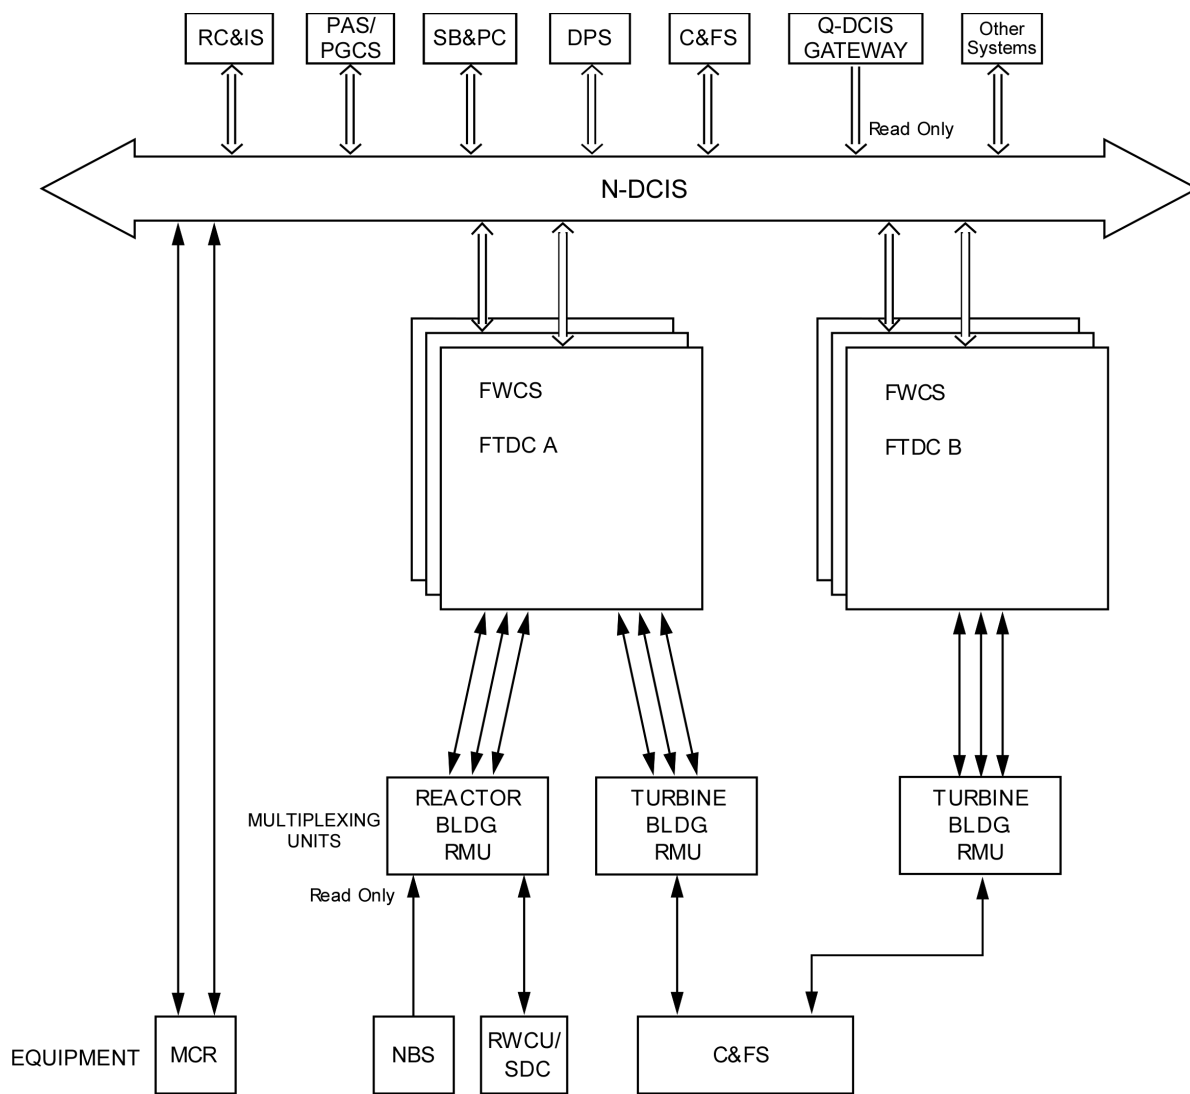 RC&IS
PAS/
PGCS
SB&PC
DPS
C&FS
Q-DCIS
GATEWAY
Other
Systems
Read Only
N-DCIS
FWCS
FTDC A
FWCS
FTDC B
MULTIPLEXING
UNITS
REACTOR
BLDG
RMU
TURBINE
BLDG
RMU
TURBINE
BLDG
RMU
Read Only
EQUIPMENT
MCR
NBS
RWCU/
SDC
C&FS